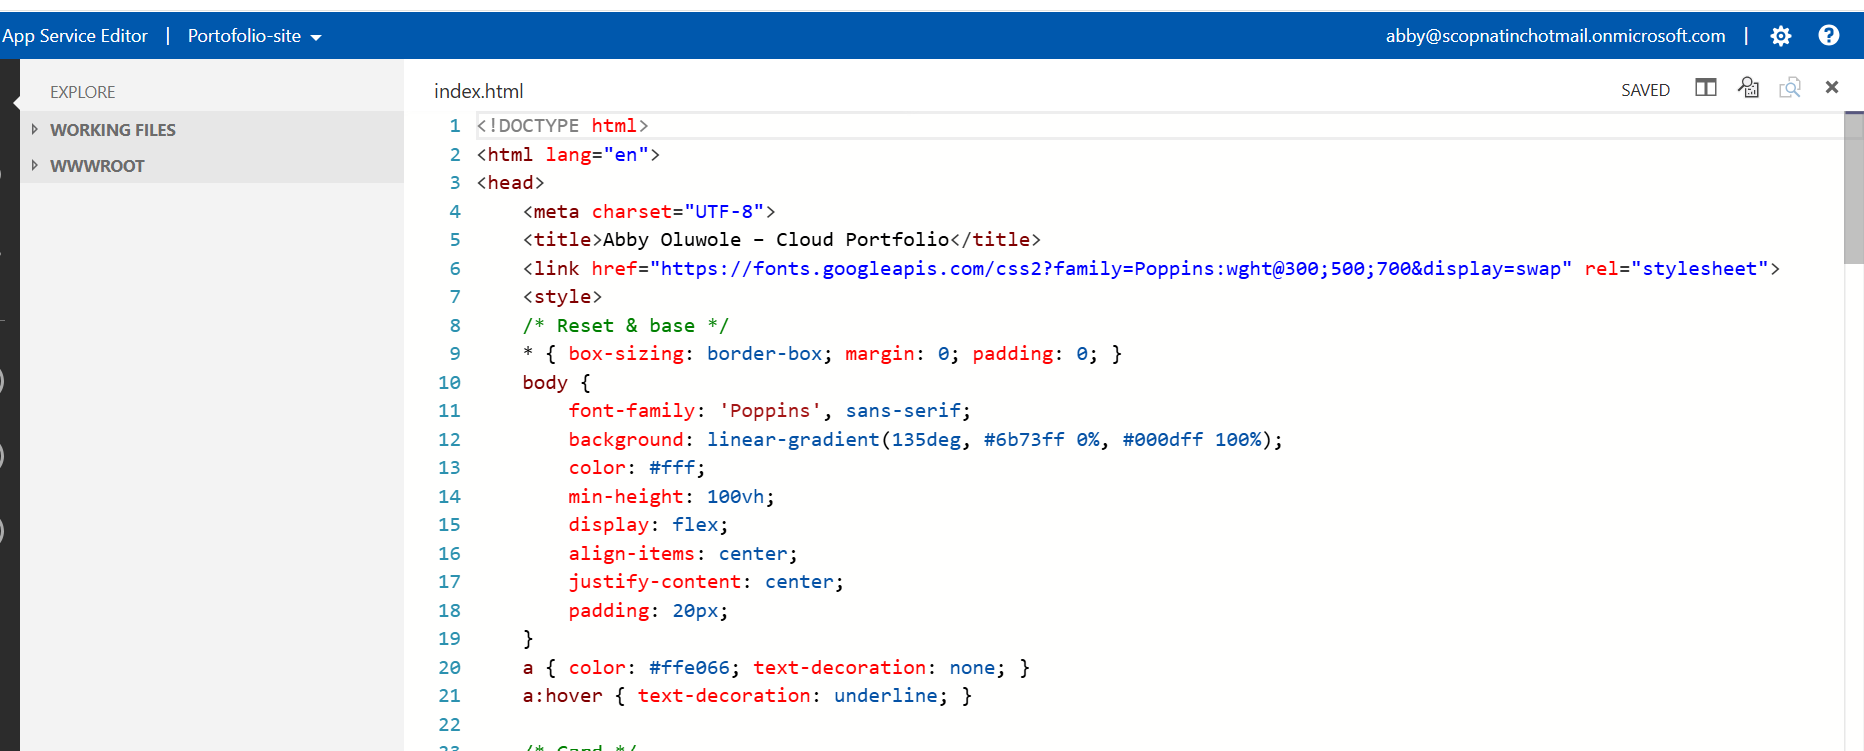 App Service Editor | Portofolio-site abby@scopnatinchotmail.onmicrosoft.com |
EXPLORE
WORKING FILES
WWWROOT
index.html SAVED
1 <!DOCTYPE html>
2 <html lang="en">
3 <head>
4 <meta charset="UTF-8">
5 <title>Abby Oluwole – Cloud Portfolio</title>
6 <link href="https://fonts.googleapis.com/css2?family=Poppins:wght@300;500;700&display=swap" rel="stylesheet">
7 <style>
8 /* Reset & base */
9 * { box-sizing: border-box; margin: 0; padding: 0; }
10 body {
11 font-family: 'Poppins', sans-serif;
12 background: linear-gradient(135deg, #6b73ff 0%, #000dff 100%);
13 color: #fff;
14 min-height: 100vh;
15 display: flex;
16 align-items: center;
17 justify-content: center;
18 padding: 20px;
19 }
20 a { color: #ffe066; text-decoration: none; }
21 a:hover { text-decoration: underline; }
22
23 /* Card */